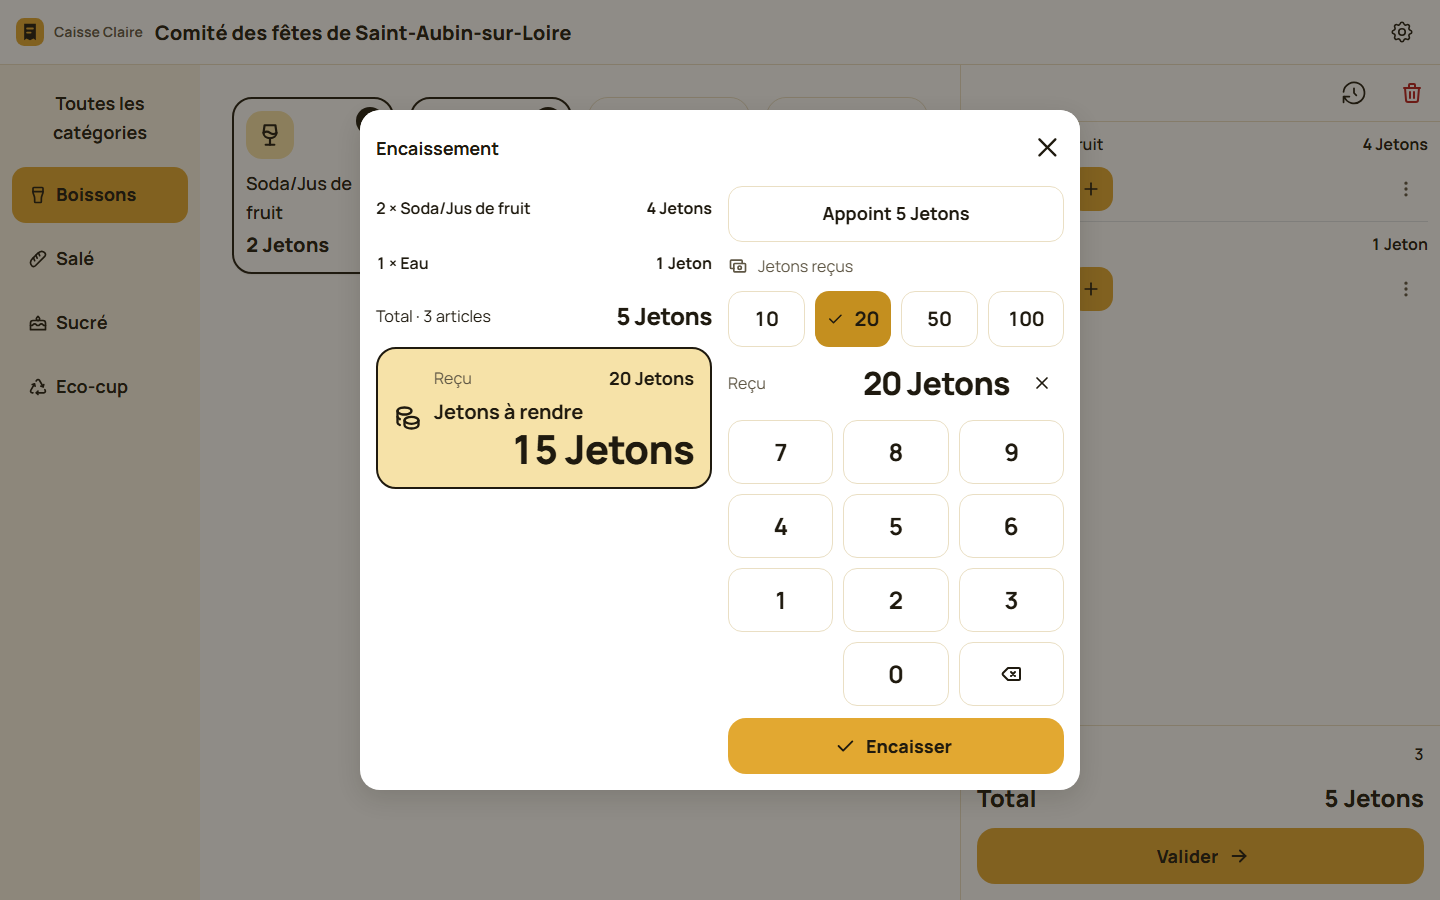 Caisse Claire
Comité des fêtes de Saint-Aubin-sur-Loire
Toutes les
catégories
Boissons
Salé
Sucré
Eco-cup
Soda/Jus de
fruit
2 Jetons
Encaissement
2 × Soda/Jus de fruit
4 Jetons
1 × Eau
1 Jeton
Total · 3 articles
5 Jetons
Reçu
20 Jetons
Jetons à rendre
15 Jetons
Appoint 5 Jetons
Jetons reçus
10
20
50
100
Reçu
20 Jetons
7
8
9
4
5
6
1
2
3
0
Encaisser
4 Jetons
+
1 Jeton
+
3
Total
5 Jetons
Valider